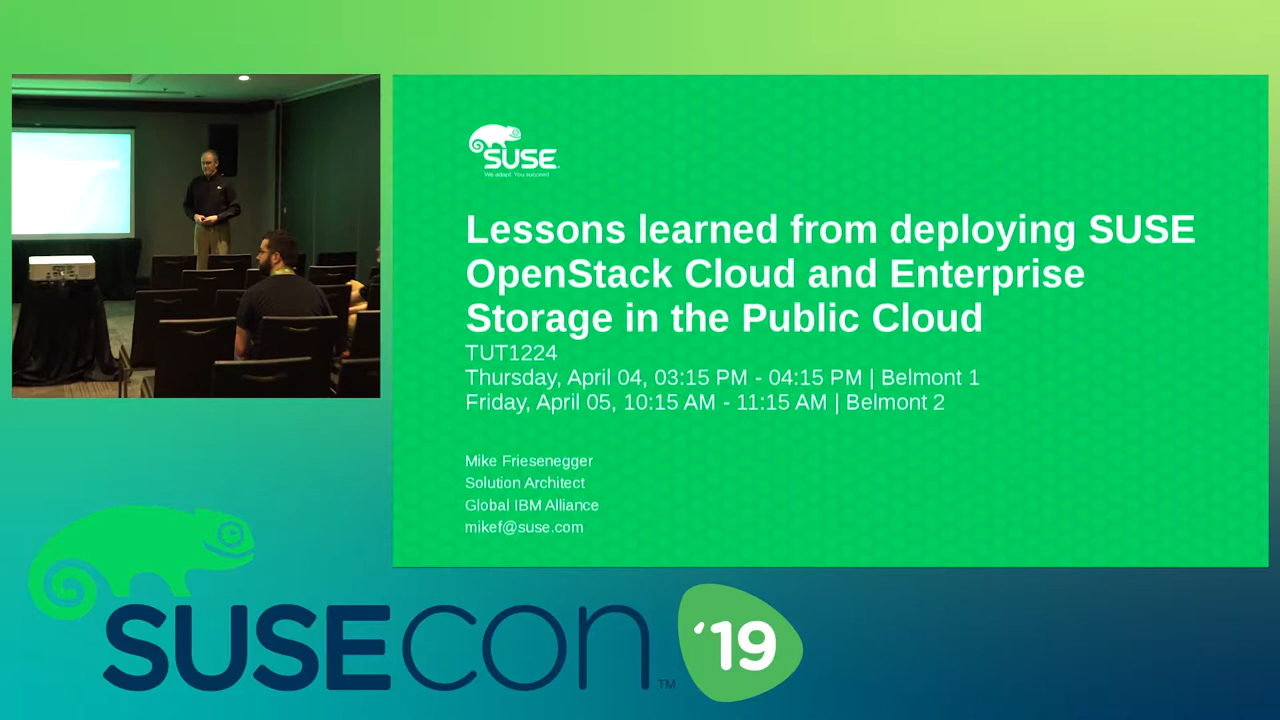 SUSE
We adapt. You succeed
Lessons learned from deploying SUSE
OpenStack Cloud and Enterprise
Storage in the Public Cloud
TUT1224
Thursday, April 04, 03:15 PM - 04:15 PM | Belmont 1
Friday, April 05, 10:15 AM - 11:15 AM | Belmont 2
Mike Friesenegger
Solution Architect
Global IBM Alliance
mikef@suse.com
SUSECON ‘19
TM